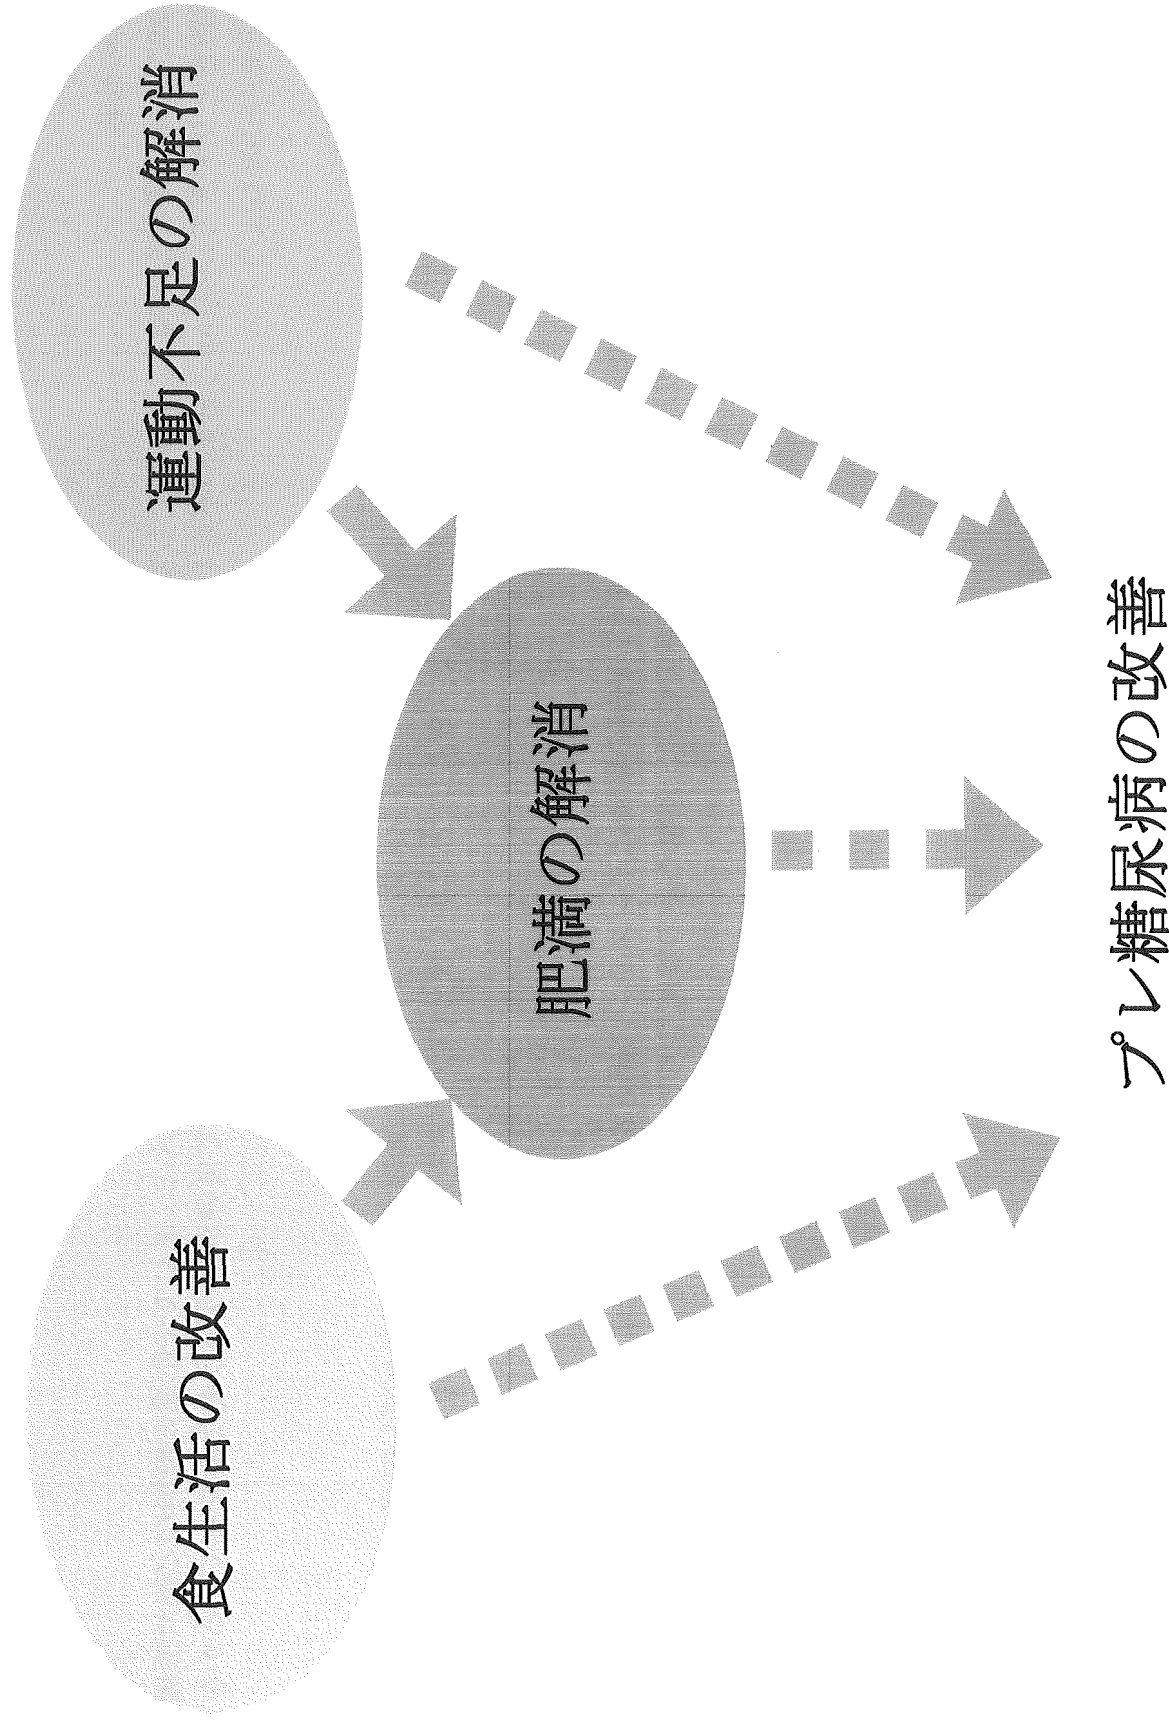 食生活の改善
運動不足の解消
肥満の解消
プレ糖尿病の改善